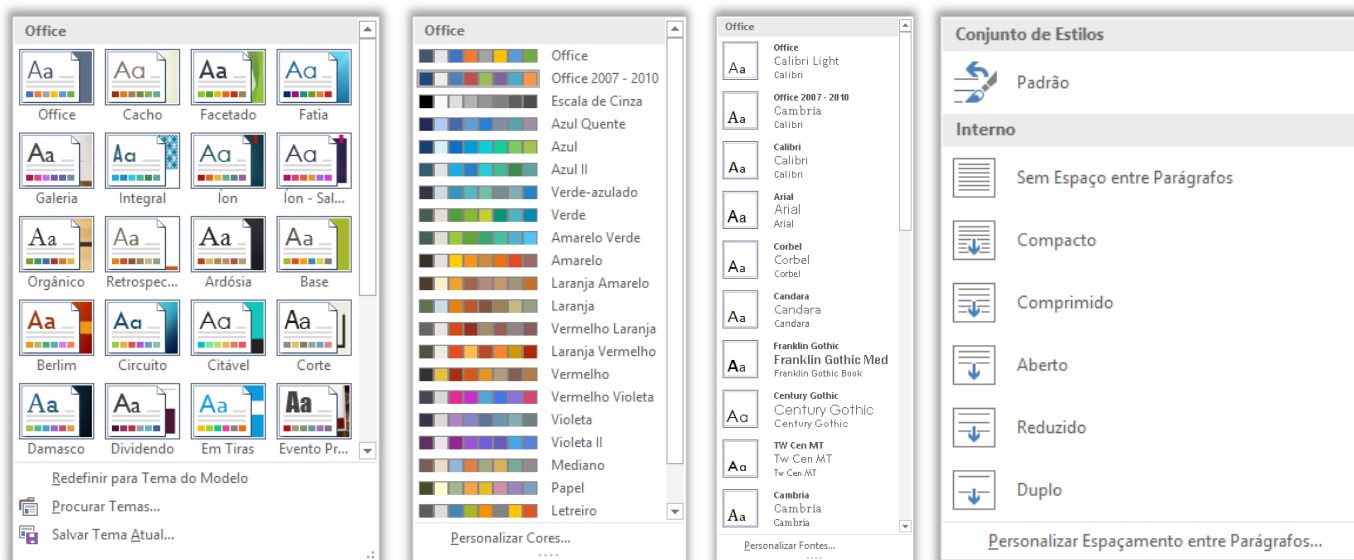 Office
Aa Aa Aa Aa
Office Cacho Facetado Fatia
Aa Aa Aa Aa
Galeria Integral Íon Íon - Sal...
Aa Aa Aa Aa
Orgânico Retrospec... Ardósia Base
Aa Aa Aa Aa
Berlim Circuito Citável Corte
Aa Aa Aa Aa
Damasco Dividendo Em Tiras Evento Pr...
Redefinir para Tema do Modelo
Procurar Temas...
Salvar Tema Atual...
Office
Office
Office 2007 - 2010
Escala de Cinza
Azul Quente
Azul
Azul II
Verde-azulado
Verde
Amarelo Verde
Amarelo
Laranja Amarelo
Laranja
Vermelho Laranja
Laranja Vermelho
Vermelho
Vermelho Violeta
Violeta
Violeta II
Mediano
Papel
Letreiro
Personalizar Cores...
Office
Office
Aa Calibri Light
Calibri
Office 2007 - 2010
Aa Cambria
Calibri
Calibri
Aa Calibri
Calibri
Arial
Aa Arial
Arial
Corbel
Aa Corbel
Corbel
Candara
Aa Candara
Candara
Franklin Gothic
Aa Franklin Gothic Med
Franklin Gothic Book
Century Gothic
Aa Century Gothic
Century Gothic
TW Cen MT
Aa Tw Cen MT
Tw Cen MT
Cambria
Aa Cambria
Cambria
Personalizar Fontes...
Conjunto de Estilos
Padrão
Interno
Sem Espaço entre Parágrafos
Compacto
Comprimido
Aberto
Reduzido
Duplo
Personalizar Espaçamento entre Parágrafos...